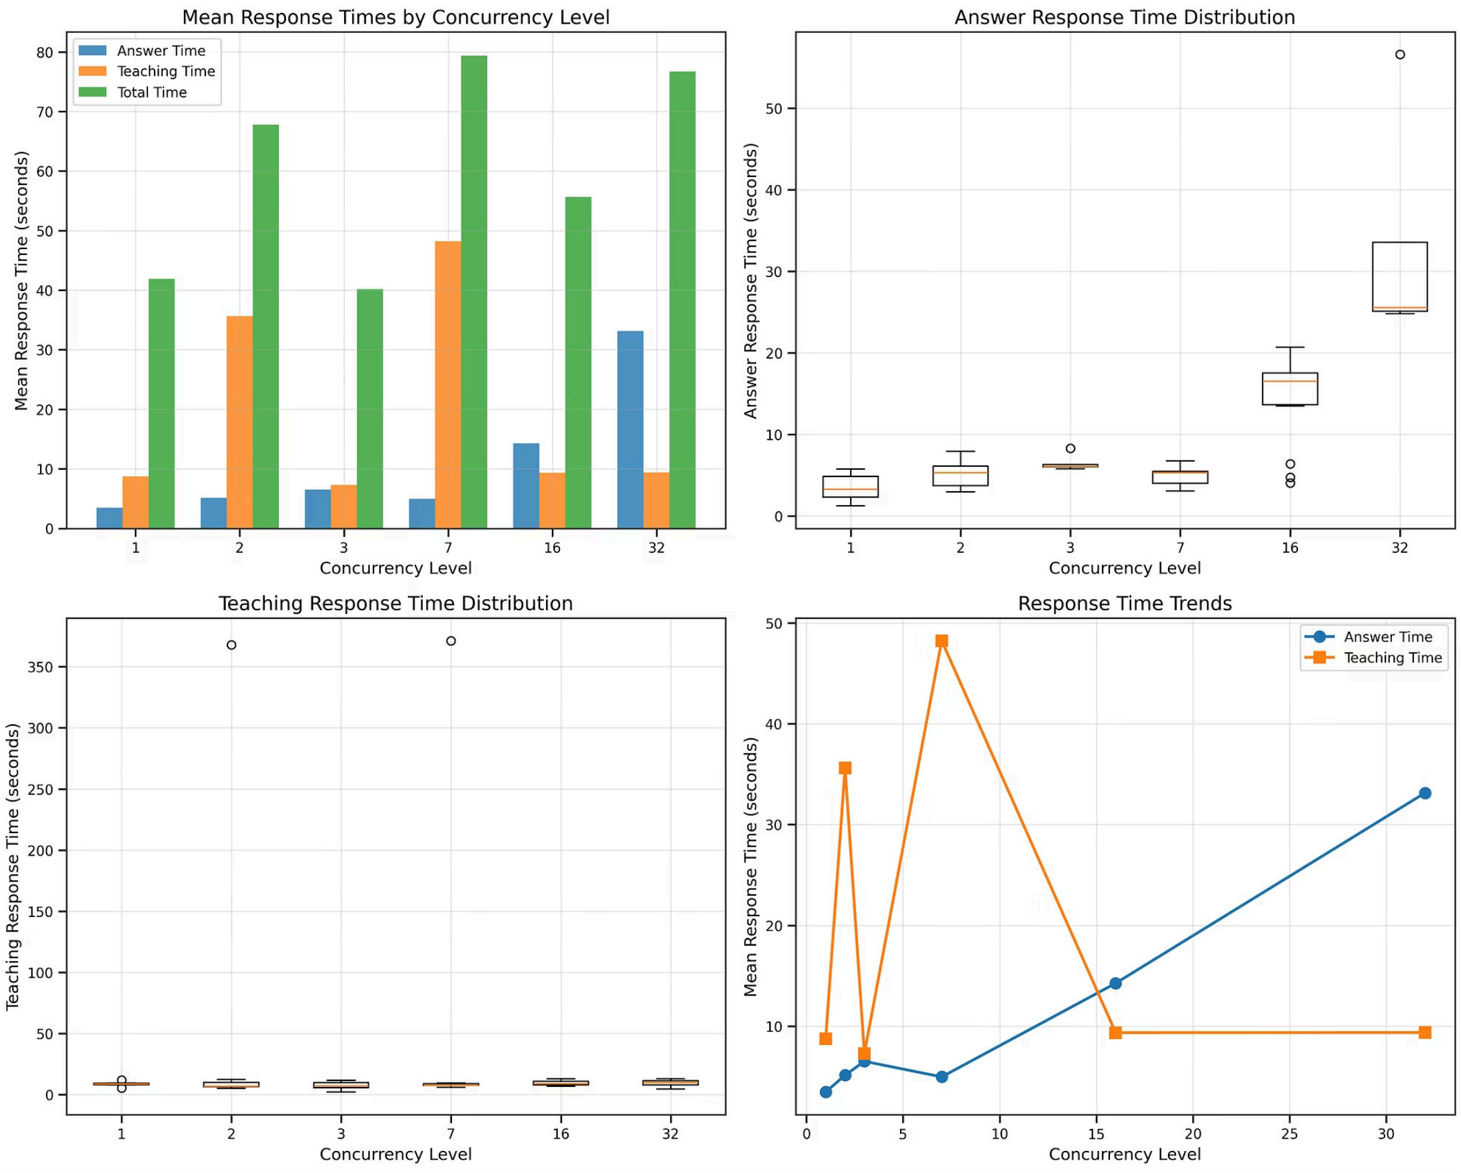 Mean Response Times by Concurrency Level
Answer Time
Teaching Time
Total Time
Mean Response Time (seconds)
80
70
60
50
40
30
20
10
0
1 2 3 7 16 32
Concurrency Level
Answer Response Time Distribution
Answer Response Time (seconds)
50
40
30
20
10
0
1 2 3 7 16 32
Concurrency Level
Teaching Response Time Distribution
Teaching Response Time (seconds)
350
300
250
200
150
100
50
0
1 2 3 7 16 32
Concurrency Level
Response Time Trends
Answer Time
Teaching Time
Mean Response Time (seconds)
50
40
30
20
10
0 5 10 15 20 25 30
Concurrency Level